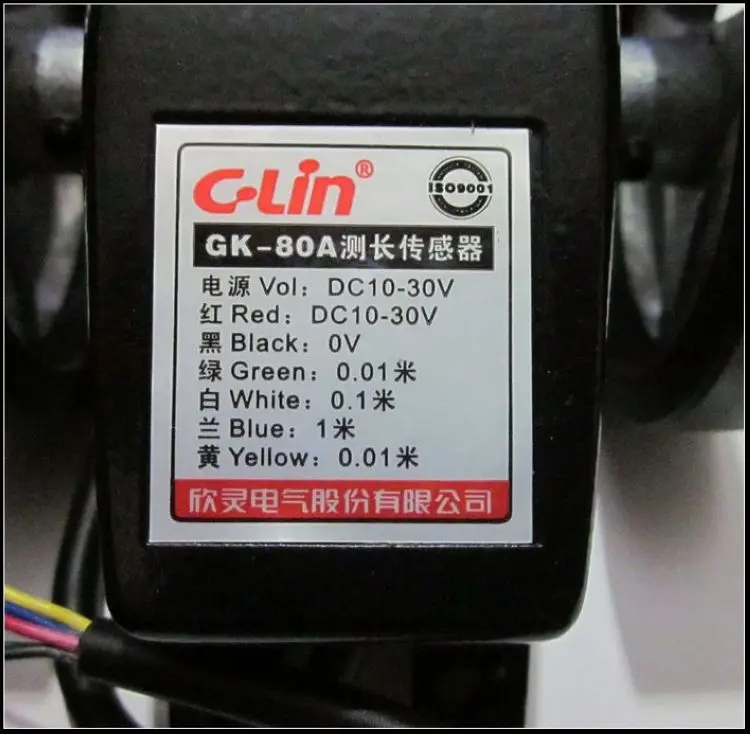 C-Lin®
ISO9001
GK-80A测长传感器
电源 Vol: DC10-30V
红 Red: DC10-30V
黑 Black: 0V
绿 Green: 0.01米
白 White: 0.1米
兰 Blue: 1米
黄 Yellow: 0.01米
欣灵电气股份有限公司